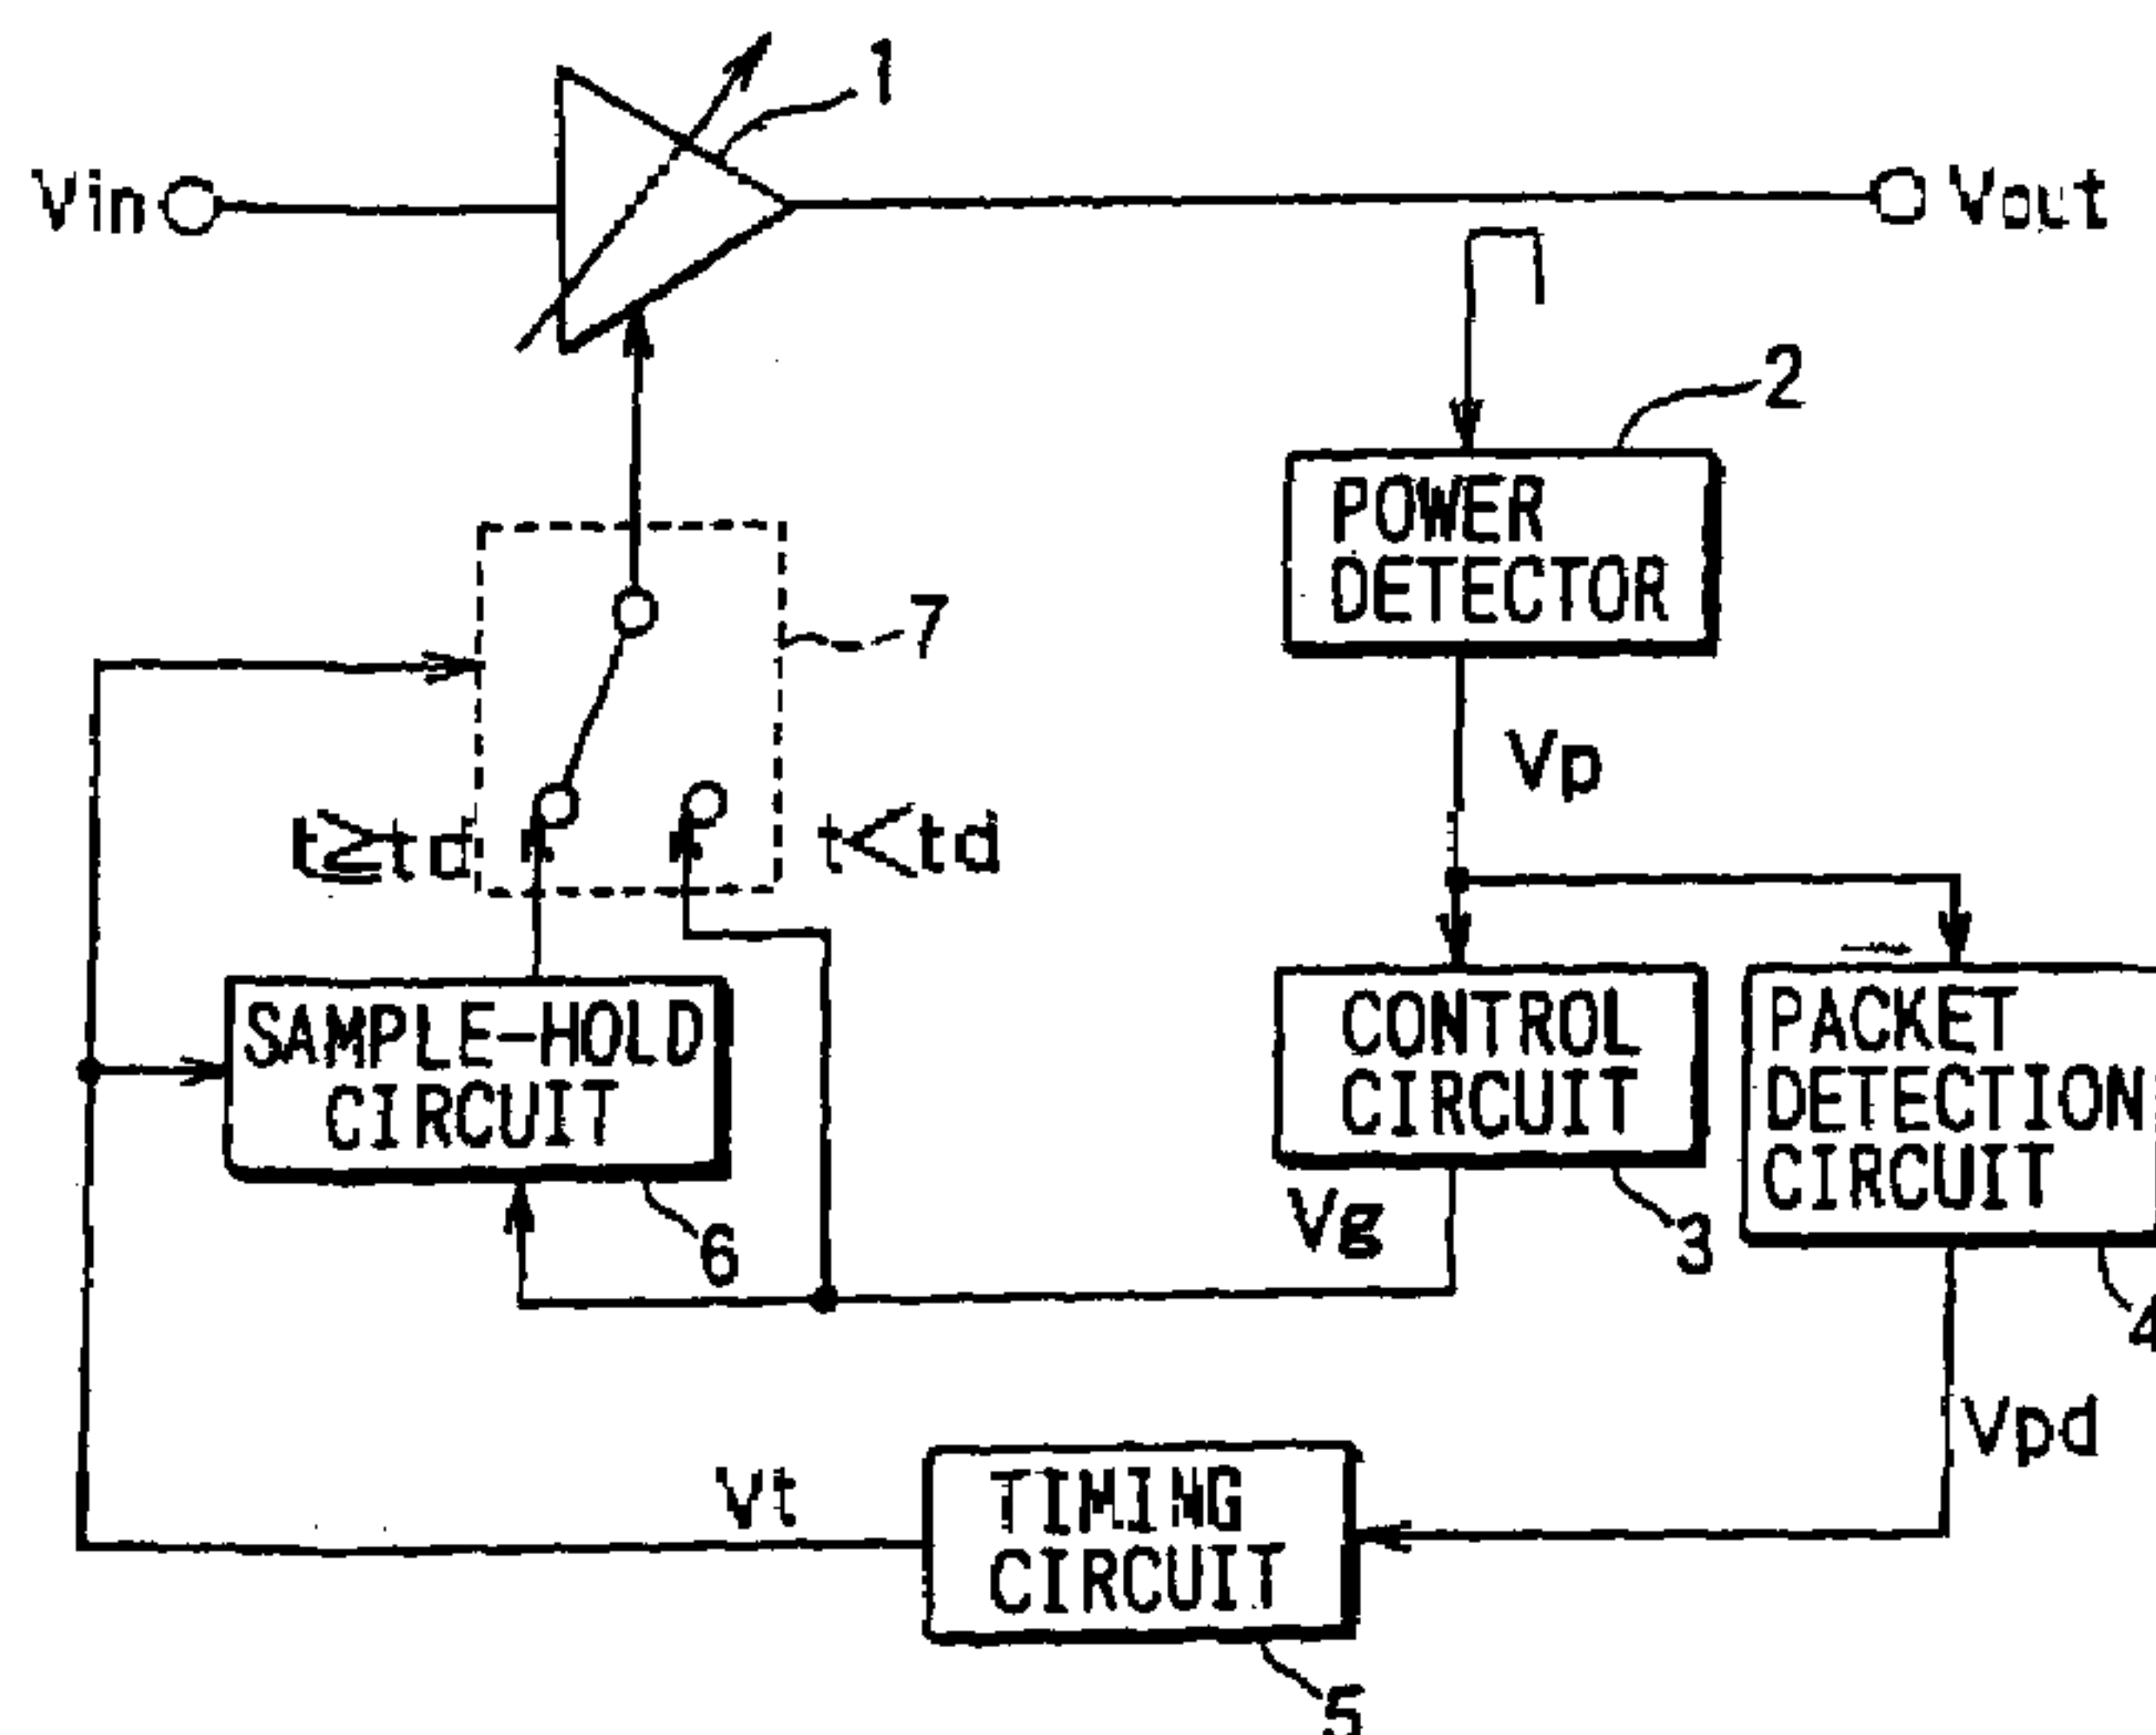 1
Vin
Vout
2
POWER
DETECTOR
7
Vp
t≧td
t<td
SAMPLE-HOLD
CIRCUIT
CONTROL
CIRCUIT
PACKET
DETECTION
CIRCUIT
6
Vg
3
4
Vpd
Vt
TIMING
CIRCUIT
5